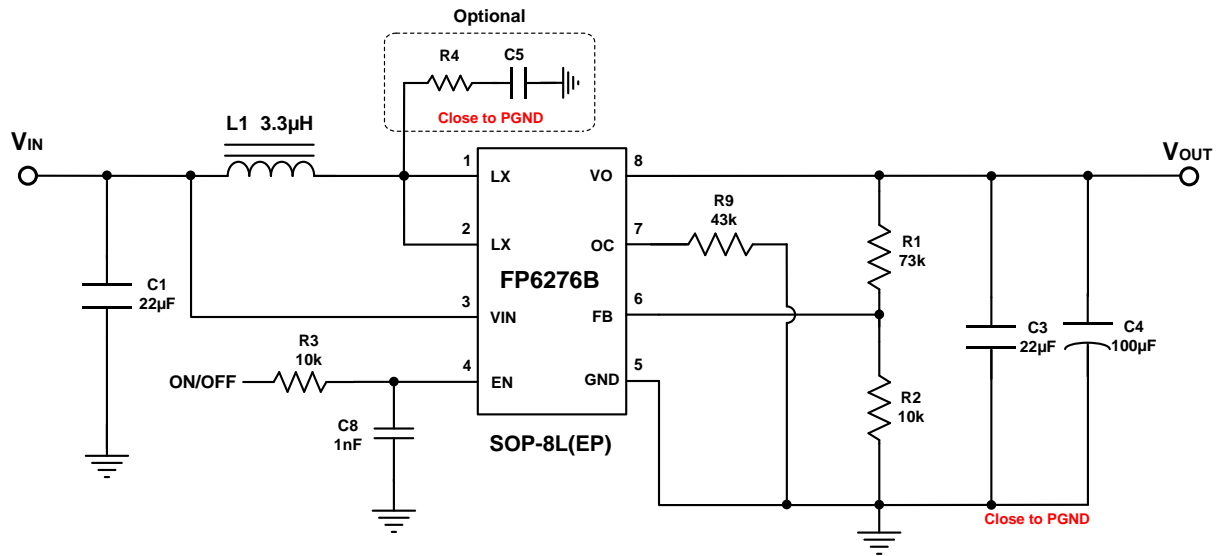 Optional
R4
C5
Close to PGND
L1 3.3µH
VIN
VOUT
1
LX
VO
8
2
LX
OC
7
R9
43k
R1
73k
FP6276B
3
VIN
FB
6
C1
22µF
R3
10k
ON/OFF
4
EN
GND
5
C8
1nF
SOP-8L(EP)
R2
10k
C3
22µF
C4
100µF
Close to PGND